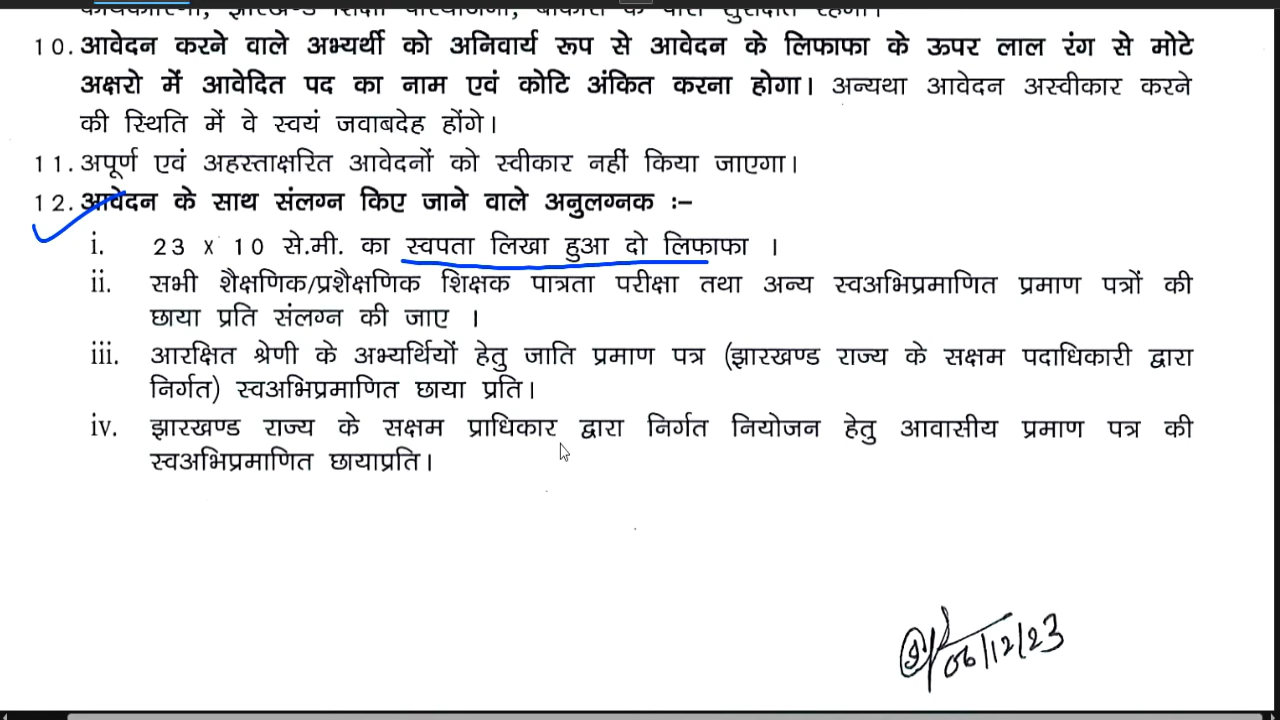 10. आवेदन करने वाले अभ्यर्थी को अनिवार्य रूप से आवेदन के लिफाफा के ऊपर लाल रंग से मोटे
अक्षरो में आवेदित पद का नाम एवं कोटि अंकित करना होगा। अन्यथा आवेदन अस्वीकार करने
की स्थिति में वे स्वयं जवाबदेह होंगे।
11. अपूर्ण एवं अहस्ताक्षरित आवेदनों को स्वीकार नहीं किया जाएगा।
12. आवेदन के साथ संलग्न किए जाने वाले अनुलग्नक :–
i. 23 x 10 से.मी. का स्वपता लिखा हुआ दो लिफाफा ।
ii. सभी शैक्षणिक/प्रशैक्षणिक शिक्षक पात्रता परीक्षा तथा अन्य स्वअभिप्रमाणित प्रमाण पत्रों की
छाया प्रति संलग्न की जाए ।
iii. आरक्षित श्रेणी के अभ्यर्थियों हेतु जाति प्रमाण पत्र (झारखण्ड राज्य के सक्षम पदाधिकारी द्वारा
निर्गत) स्वअभिप्रमाणित छाया प्रति।
iv. झारखण्ड राज्य के सक्षम प्राधिकार द्वारा निर्गत नियोजन हेतु आवासीय प्रमाण पत्र की
स्वअभिप्रमाणित छायाप्रति।
06/12/23